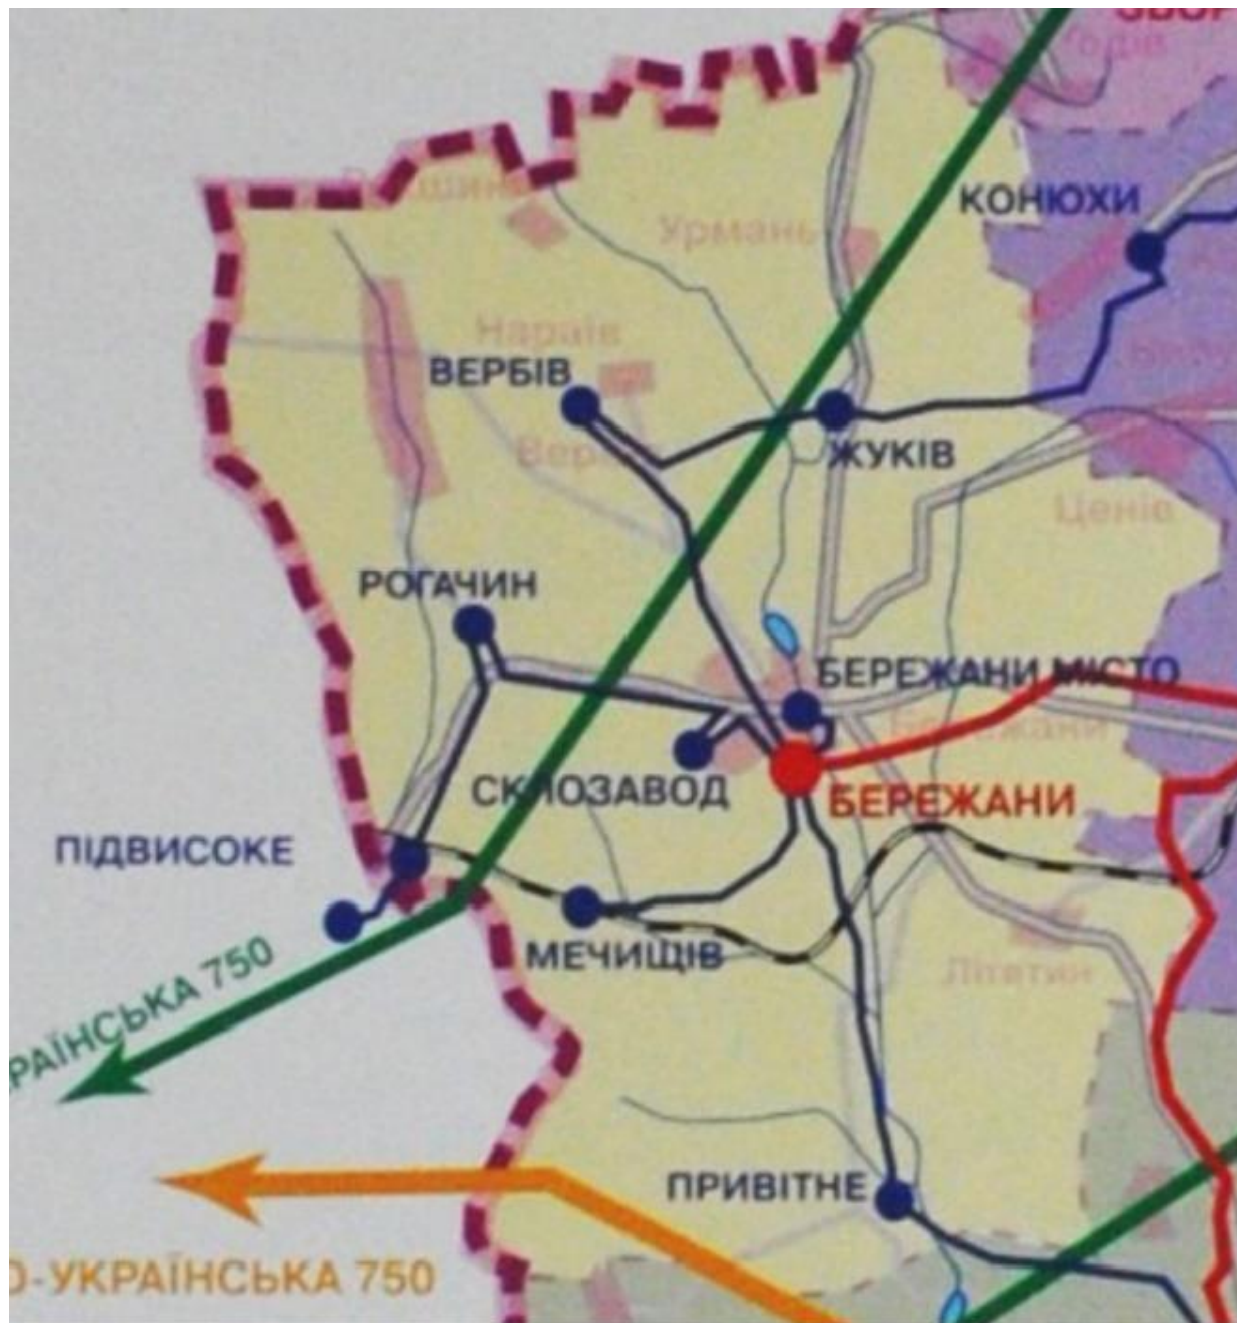 КОНЮХИ
Урмань
Нараїв
ВЕРБІВ
ЖУКІВ
Ценів
РОГАЧИН
БЕРЕЖАНИ МІСТО
Бережани
СКЛОЗАВОД
БЕРЕЖАНИ
ПІДВИСОКЕ
МЕЧИЩІВ
Літятин
РАЇНСЬКА 750
ПРИВІТНЕ
О-УКРАЇНСЬКА 750